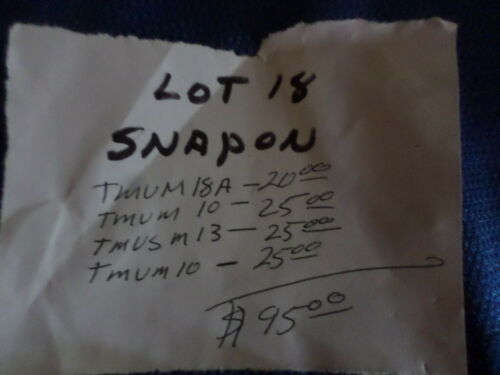 LOT 18
SNAPON
TMUM18A - 20.00
TMUM 10 - 25.00
TMUSM13 - 25.00
TMUM10 - 25.00
$95.00